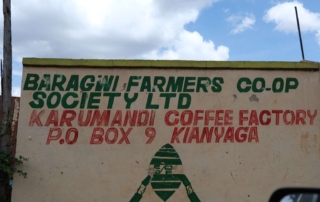 BARAGWI FARMERS CO-OP
SOCIETY LTD
KARUMANDI COFFEE FACTORY
P.O BOX 9 KIANYAGA